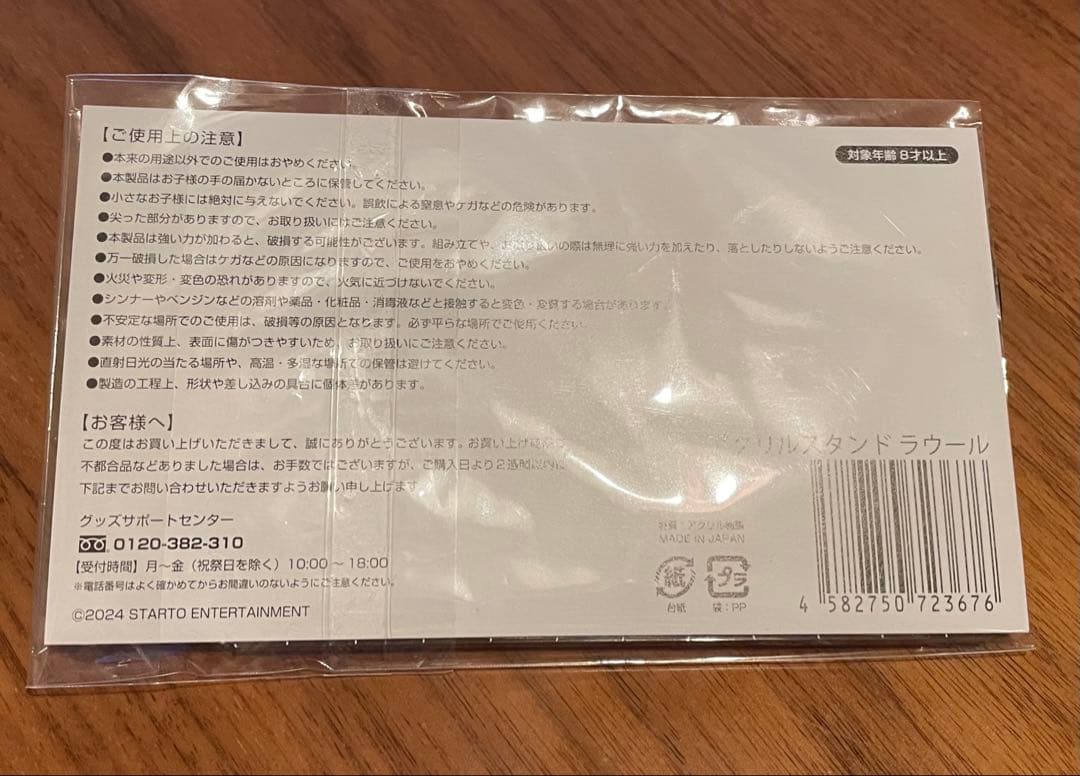 【ご使用上の注意】
対象年齢8才以上
●本来の用途以外でのご使用はおやめください。
●本製品はお子様の手の届かないところに保管してください。
●小さなお子様には絶対に与えないでください。誤飲による窒息やケガなどの危険があります。
●尖った部分がありますので、お取り扱いにはご注意ください。
●本製品は強い力が加わると、破損する可能性がございます。組み立てや、お取り扱いの際は無理に強い力を加えたり、落としたりしないようご注意ください。
●万一破損した場合はケガなどの原因になりますので、ご使用をおやめください。
●火災や変形・変色の恐れがありますので、火気に近づけないでください。
●シンナーやベンジンなどの溶剤や薬品・化粧品・消毒液などと接触すると変色・変質する場合があります。
●不安定な場所でのご使用は、破損等の原因となります。必ず平らな場所でご使用ください。
●素材の性質上、表面に傷がつきやすいため、お取り扱いにご注意ください。
●直射日光の当たる場所や、高温・多湿な場所での保管は避けてください。
●製造の工程上、形状や差し込みの具合に個体差があります。
【お客様へ】
この度はお買い上げいただきまして、誠にありがとうございます。お買い上げ
不都合品などありました場合は、お手数ではございますが、ご購入日より2週間以内に
下記までお問い合わせいただきますようお願い申し上げます。
クリルスタンド ラウール
グッズサポートセンター
0120-382-310
【受付時間】月〜金（祝祭日を除く）10:00〜18:00
※電話番号はよく確かめてからお間違いのないようにご注意ください。
©2024 STARTO ENTERTAINMENT
材質：アクリル樹脂
MADE IN JAPAN
紙
台紙
プラ
袋：PP
4 582750 723676